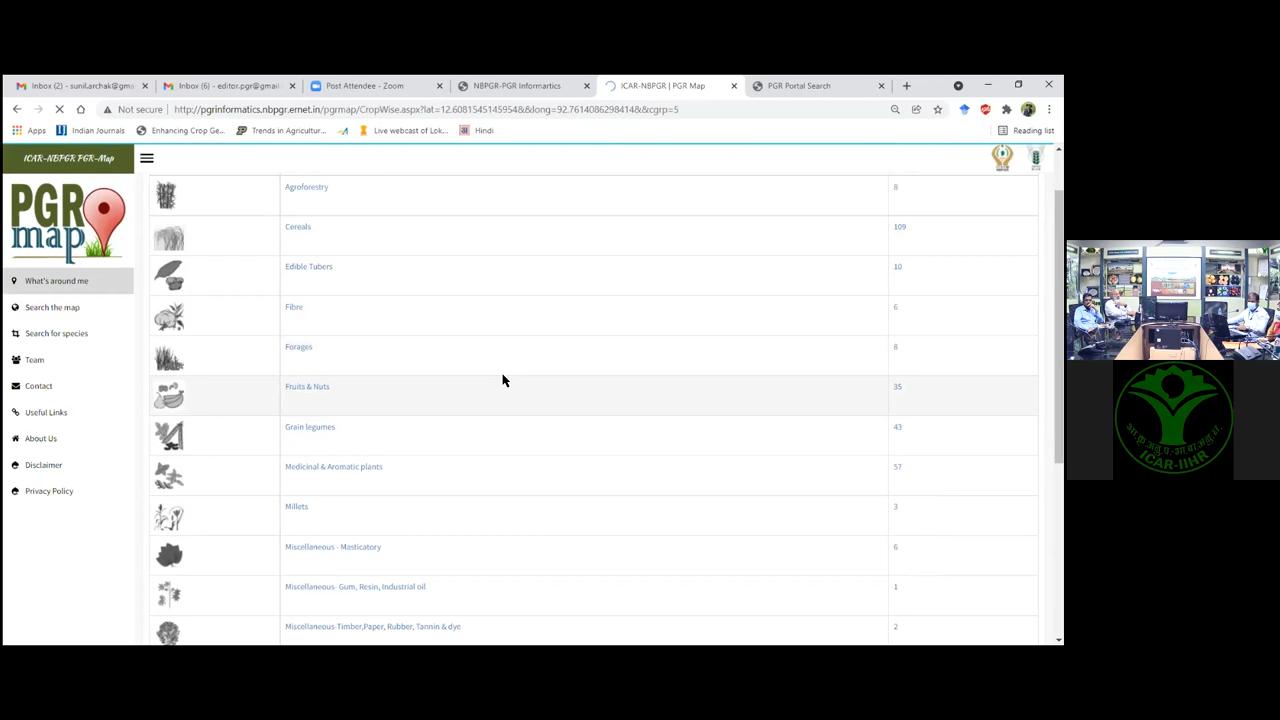 Inbox (2) - sunil.archak@gm
Inbox (6) - editor.pgr@gmail
Post Attendee - Zoom
NBPGR-PGR Informartics
ICAR-NBPGR | PGR Map
PGR Portal Search
Not secure
http://pgrinformatics.nbpgr.ernet.in/pgrmap/CropWise.aspx?lat=12.6081545145954&&long=92.7614086298414&&cgrp=5
Apps
Indian Journals
Enhancing Crop Ge...
Trends in Agricultur...
Live webcast of Lok...
Hindi
Reading list
ICAR-NBPGR PGR-Map
PGR
map
What's around me
Search the map
Search for species
Team
Contact
Useful Links
About Us
Disclaimer
Privacy Policy
Agroforestry 8
Cereals 109
Edible Tubers 10
Fibre 6
Forages 8
Fruits & Nuts 35
Grain legumes 43
Medicinal & Aromatic plants 57
Millets 3
Miscellaneous - Masticatory 6
Miscellaneous- Gum, Resin, Industrial oil 1
Miscellaneous-Timber,Paper, Rubber, Tannin & dye 2
ICAR-IIHR